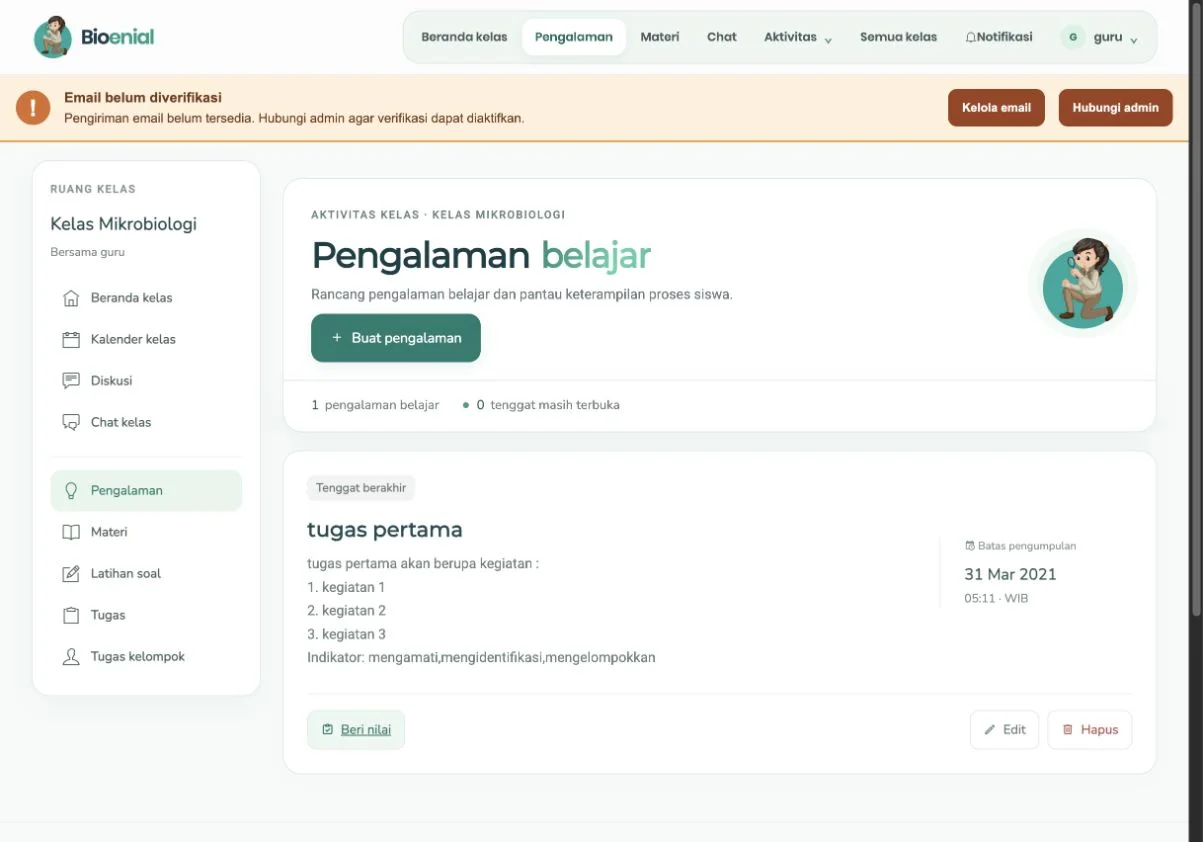 Bioenial
Beranda kelas
Pengalaman
Materi
Chat
Aktivitas
Semua kelas
Notifikasi
G
guru
!
Email belum diverifikasi
Pengiriman email belum tersedia. Hubungi admin agar verifikasi dapat diaktifkan.
Kelola email
Hubungi admin
RUANG KELAS
Kelas Mikrobiologi
Bersama guru
Beranda kelas
Kalender kelas
Diskusi
Chat kelas
Pengalaman
Materi
Latihan soal
Tugas
Tugas kelompok
AKTIVITAS KELAS · KELAS MIKROBIOLOGI
Pengalaman belajar
Rancang pengalaman belajar dan pantau keterampilan proses siswa.
+ Buat pengalaman
1 pengalaman belajar
0 tenggat masih terbuka
Tenggat berakhir
tugas pertama
tugas pertama akan berupa kegiatan :
1. kegiatan 1
2. kegiatan 2
3. kegiatan 3
Indikator: mengamati,mengidentifikasi,mengelompokkan
Batas pengumpulan
31 Mar 2021
05:11 · WIB
Beri nilai
Edit
Hapus